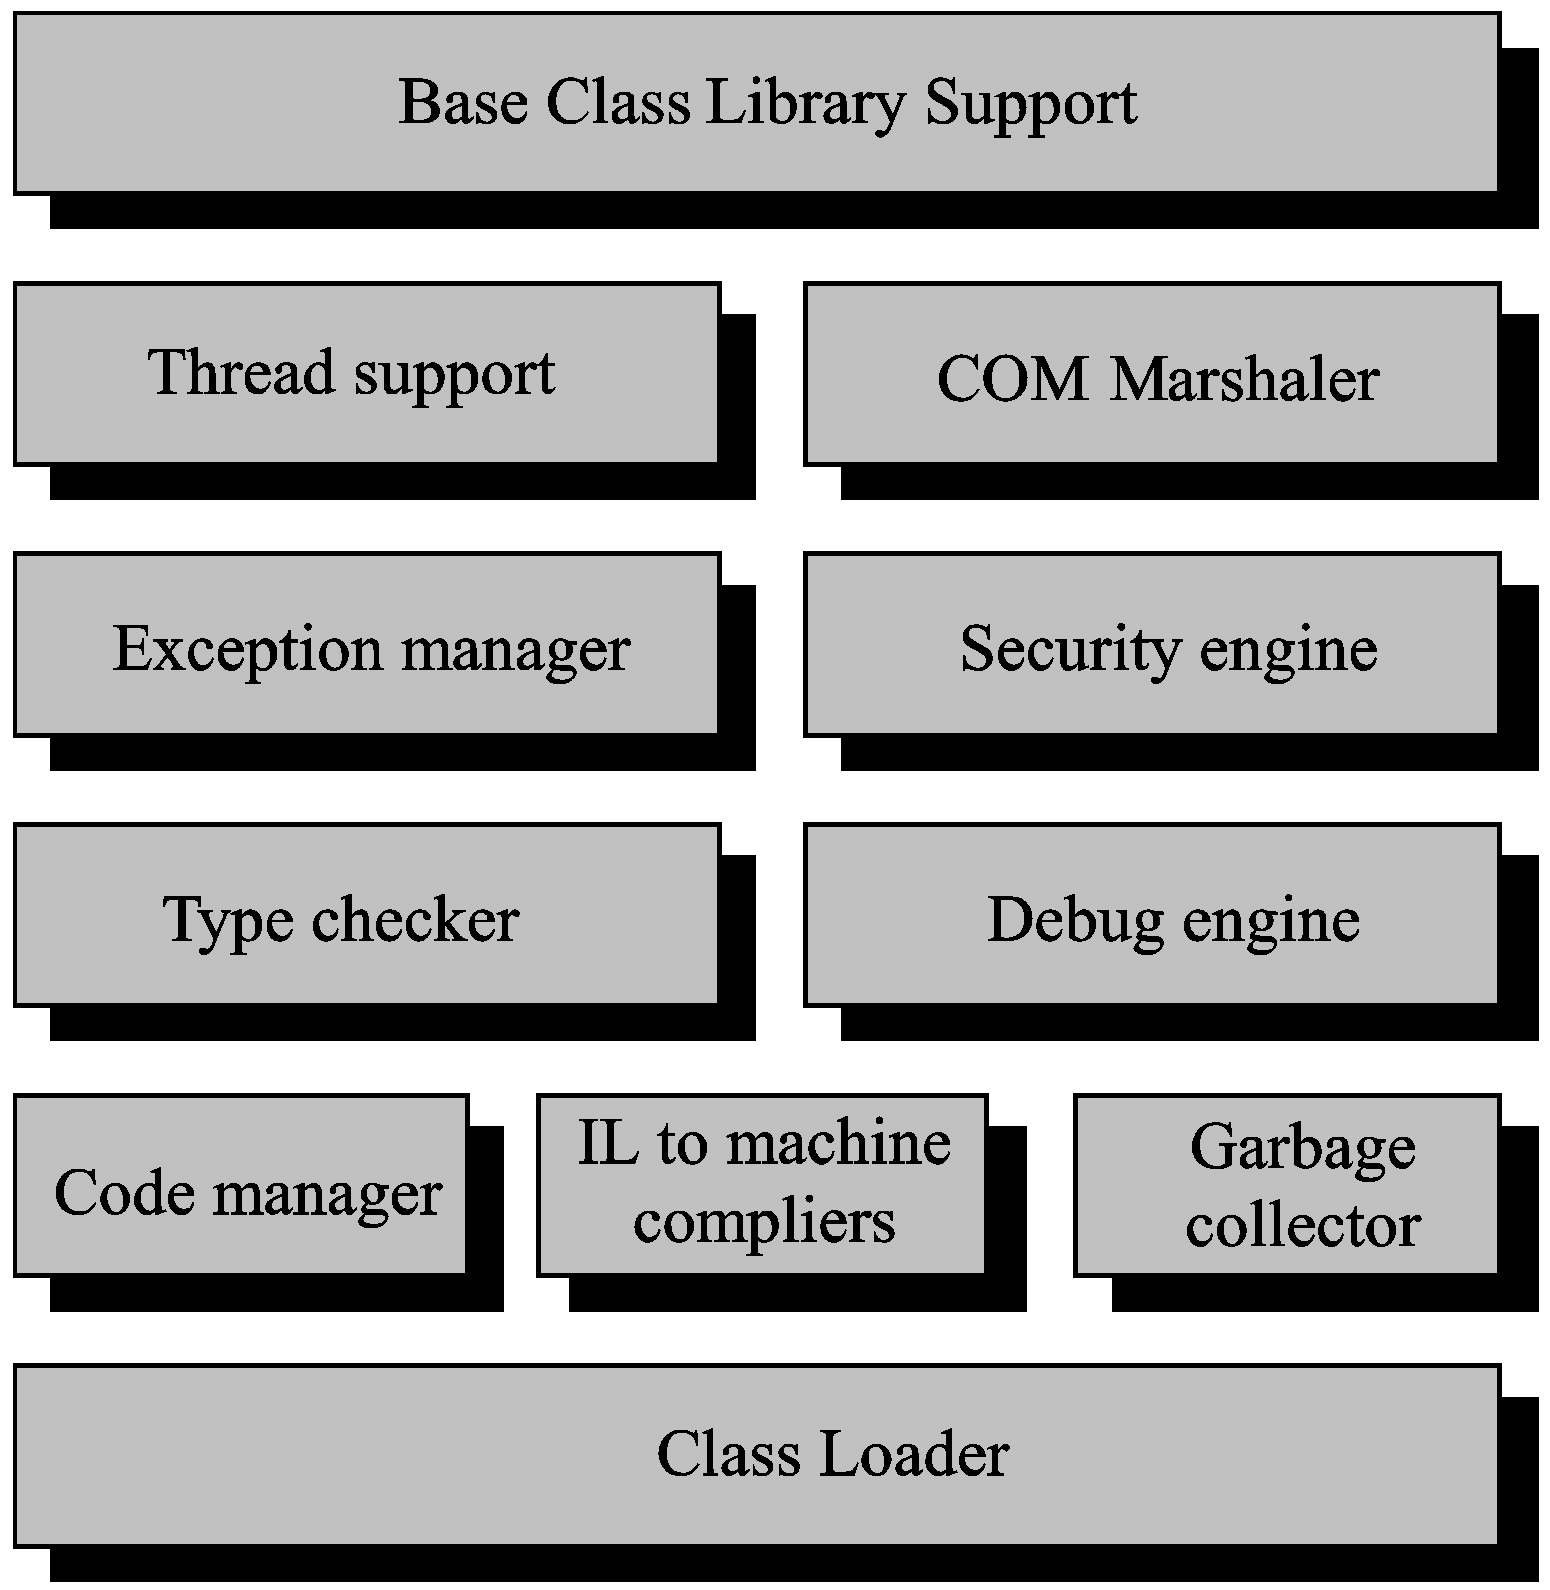 Base Class Library Support
Thread support
COM Marshaler
Exception manager
Security engine
Type checker
Debug engine
Code manager
IL to machine
compliers
Garbage
collector
Class Loader